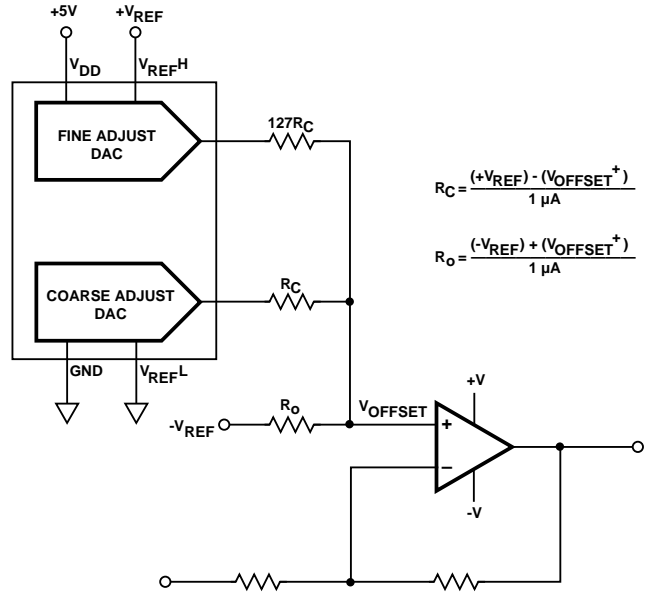 +5V
+VREF
VDD
VREFH
FINE ADJUST
DAC
127RC
RC = (+VREF) - (VOFFSET+)
1 µA
Ro = (-VREF) + (VOFFSET+)
1 µA
COARSE ADJUST
DAC
RC
GND
VREFL
-VREF
Ro
VOFFSET
+V
+
–
-V